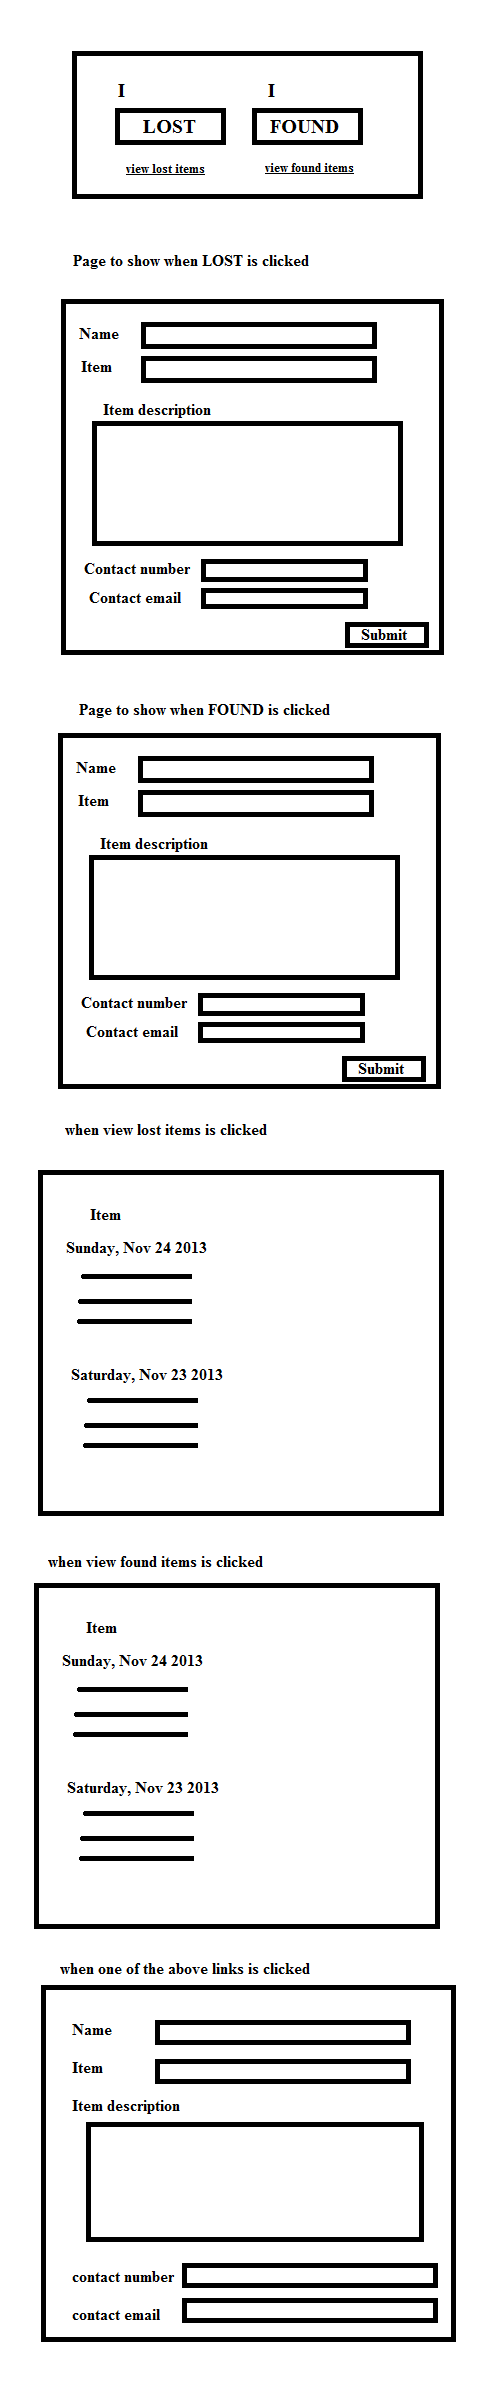 I I
LOST FOUND
view lost items view found items
Page to show when LOST is clicked
Name
Item
Item description
Contact number
Contact email
Submit
Page to show when FOUND is clicked
Name
Item
Item description
Contact number
Contact email
Submit
when view lost items is clicked
Item
Sunday, Nov 24 2013
Saturday, Nov 23 2013
when view found items is clicked
Item
Sunday, Nov 24 2013
Saturday, Nov 23 2013
when one of the above links is clicked
Name
Item
Item description
contact number
contact email